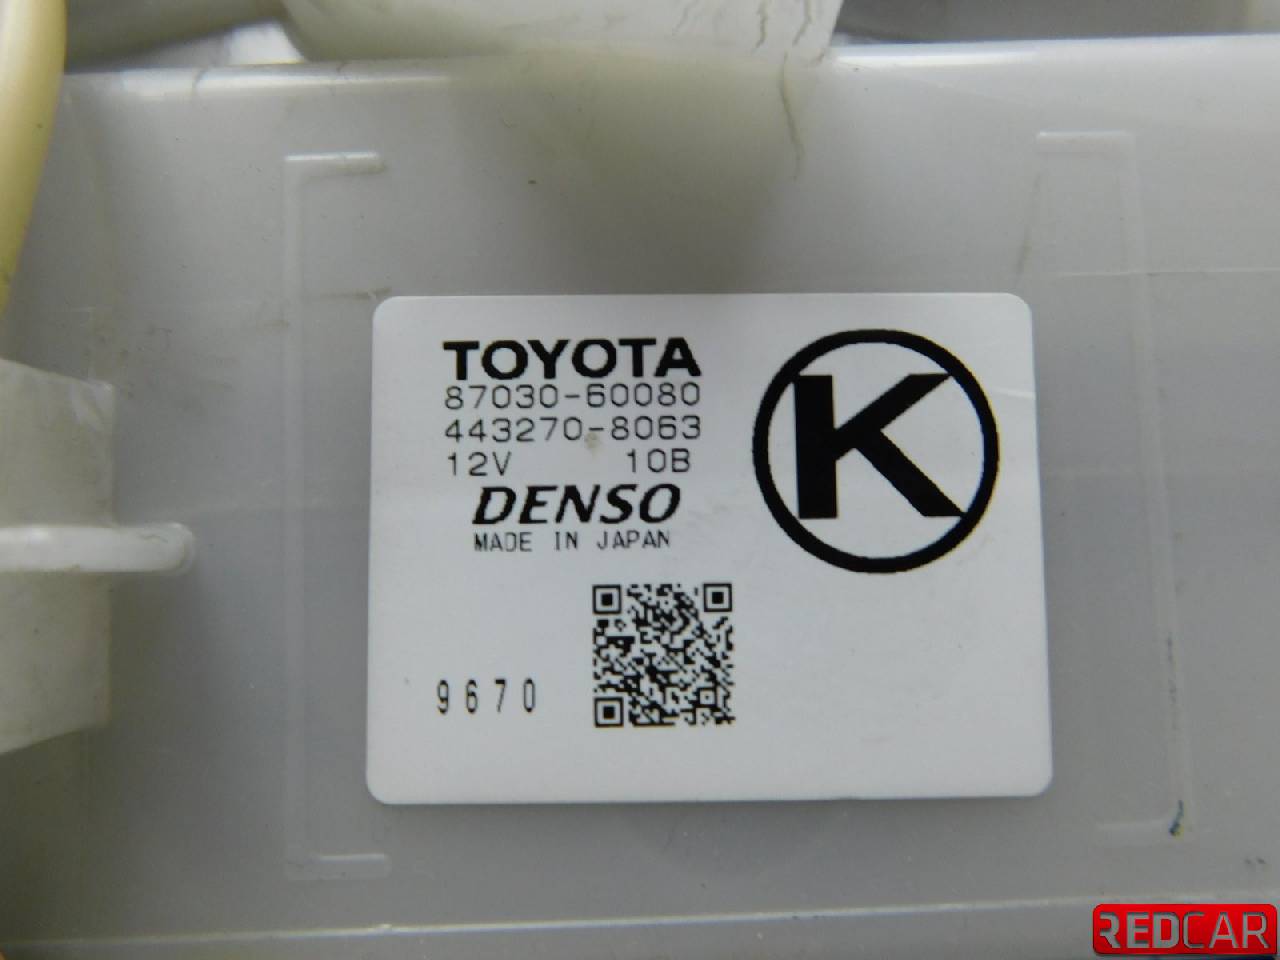 TOYOTA
87030-60080
443270-8063
12V 10B
DENSO
MADE IN JAPAN
K
9670
REDCAR